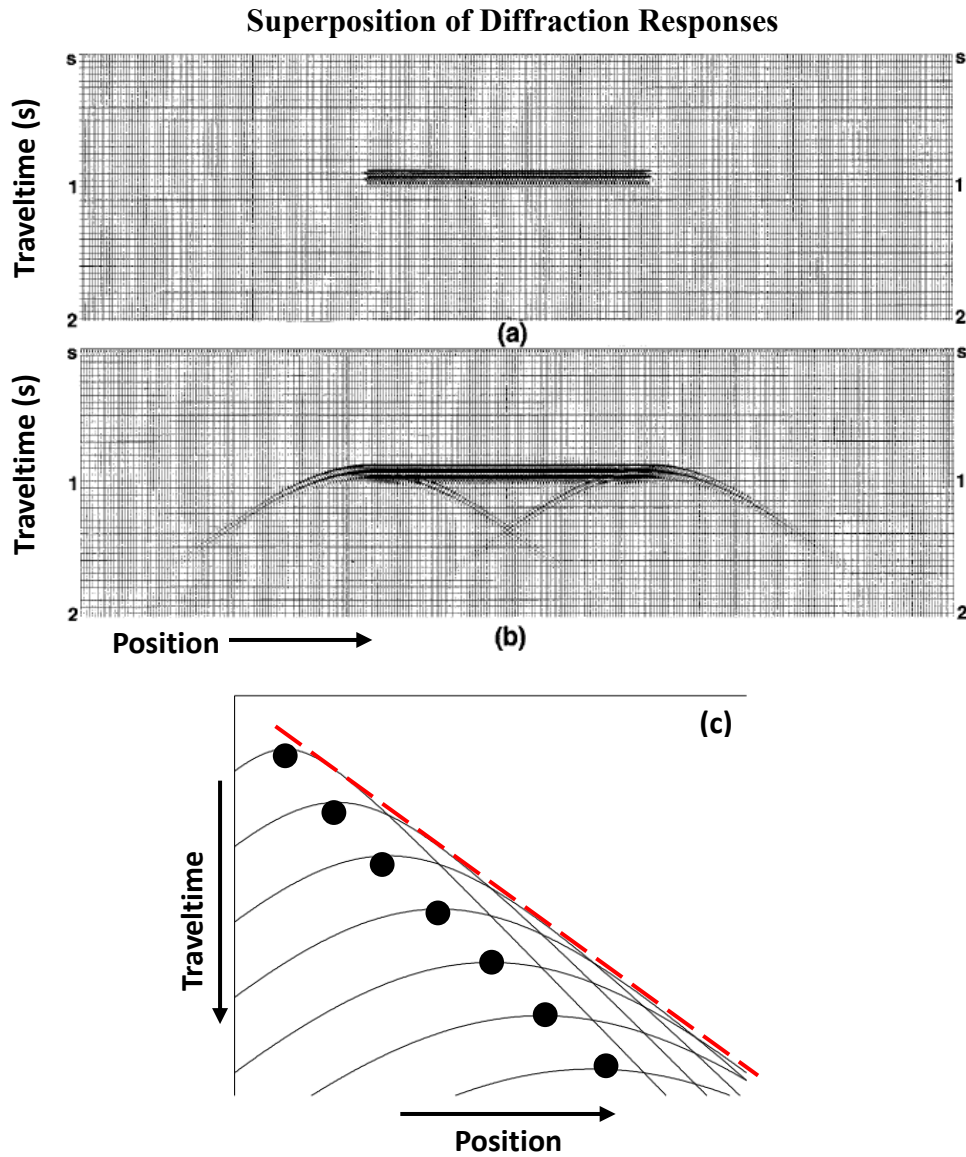 Superposition of Diffraction Responses
s
s
Traveltime (s)
1
1
2
2
(a)
s
s
Traveltime (s)
1
1
2
2
Position
(b)
(c)
Traveltime
Position